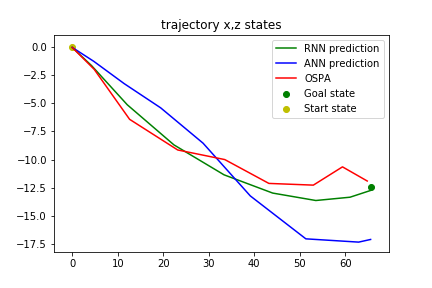 trajectory x,z states
0.0
−2.5
−5.0
−7.5
−10.0
−12.5
−15.0
−17.5
RNN prediction
ANN prediction
OSPA
Goal state
Start state
0 10 20 30 40 50 60